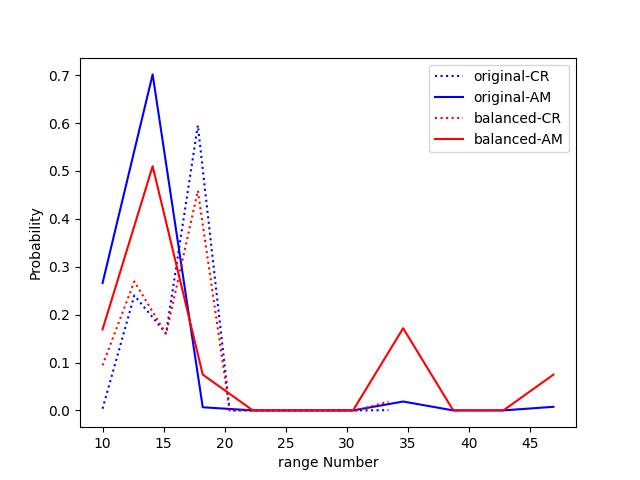 original-CR
original-AM
balanced-CR
balanced-AM
Probability
0.7
0.6
0.5
0.4
0.3
0.2
0.1
0.0
10 15 20 25 30 35 40 45
range Number